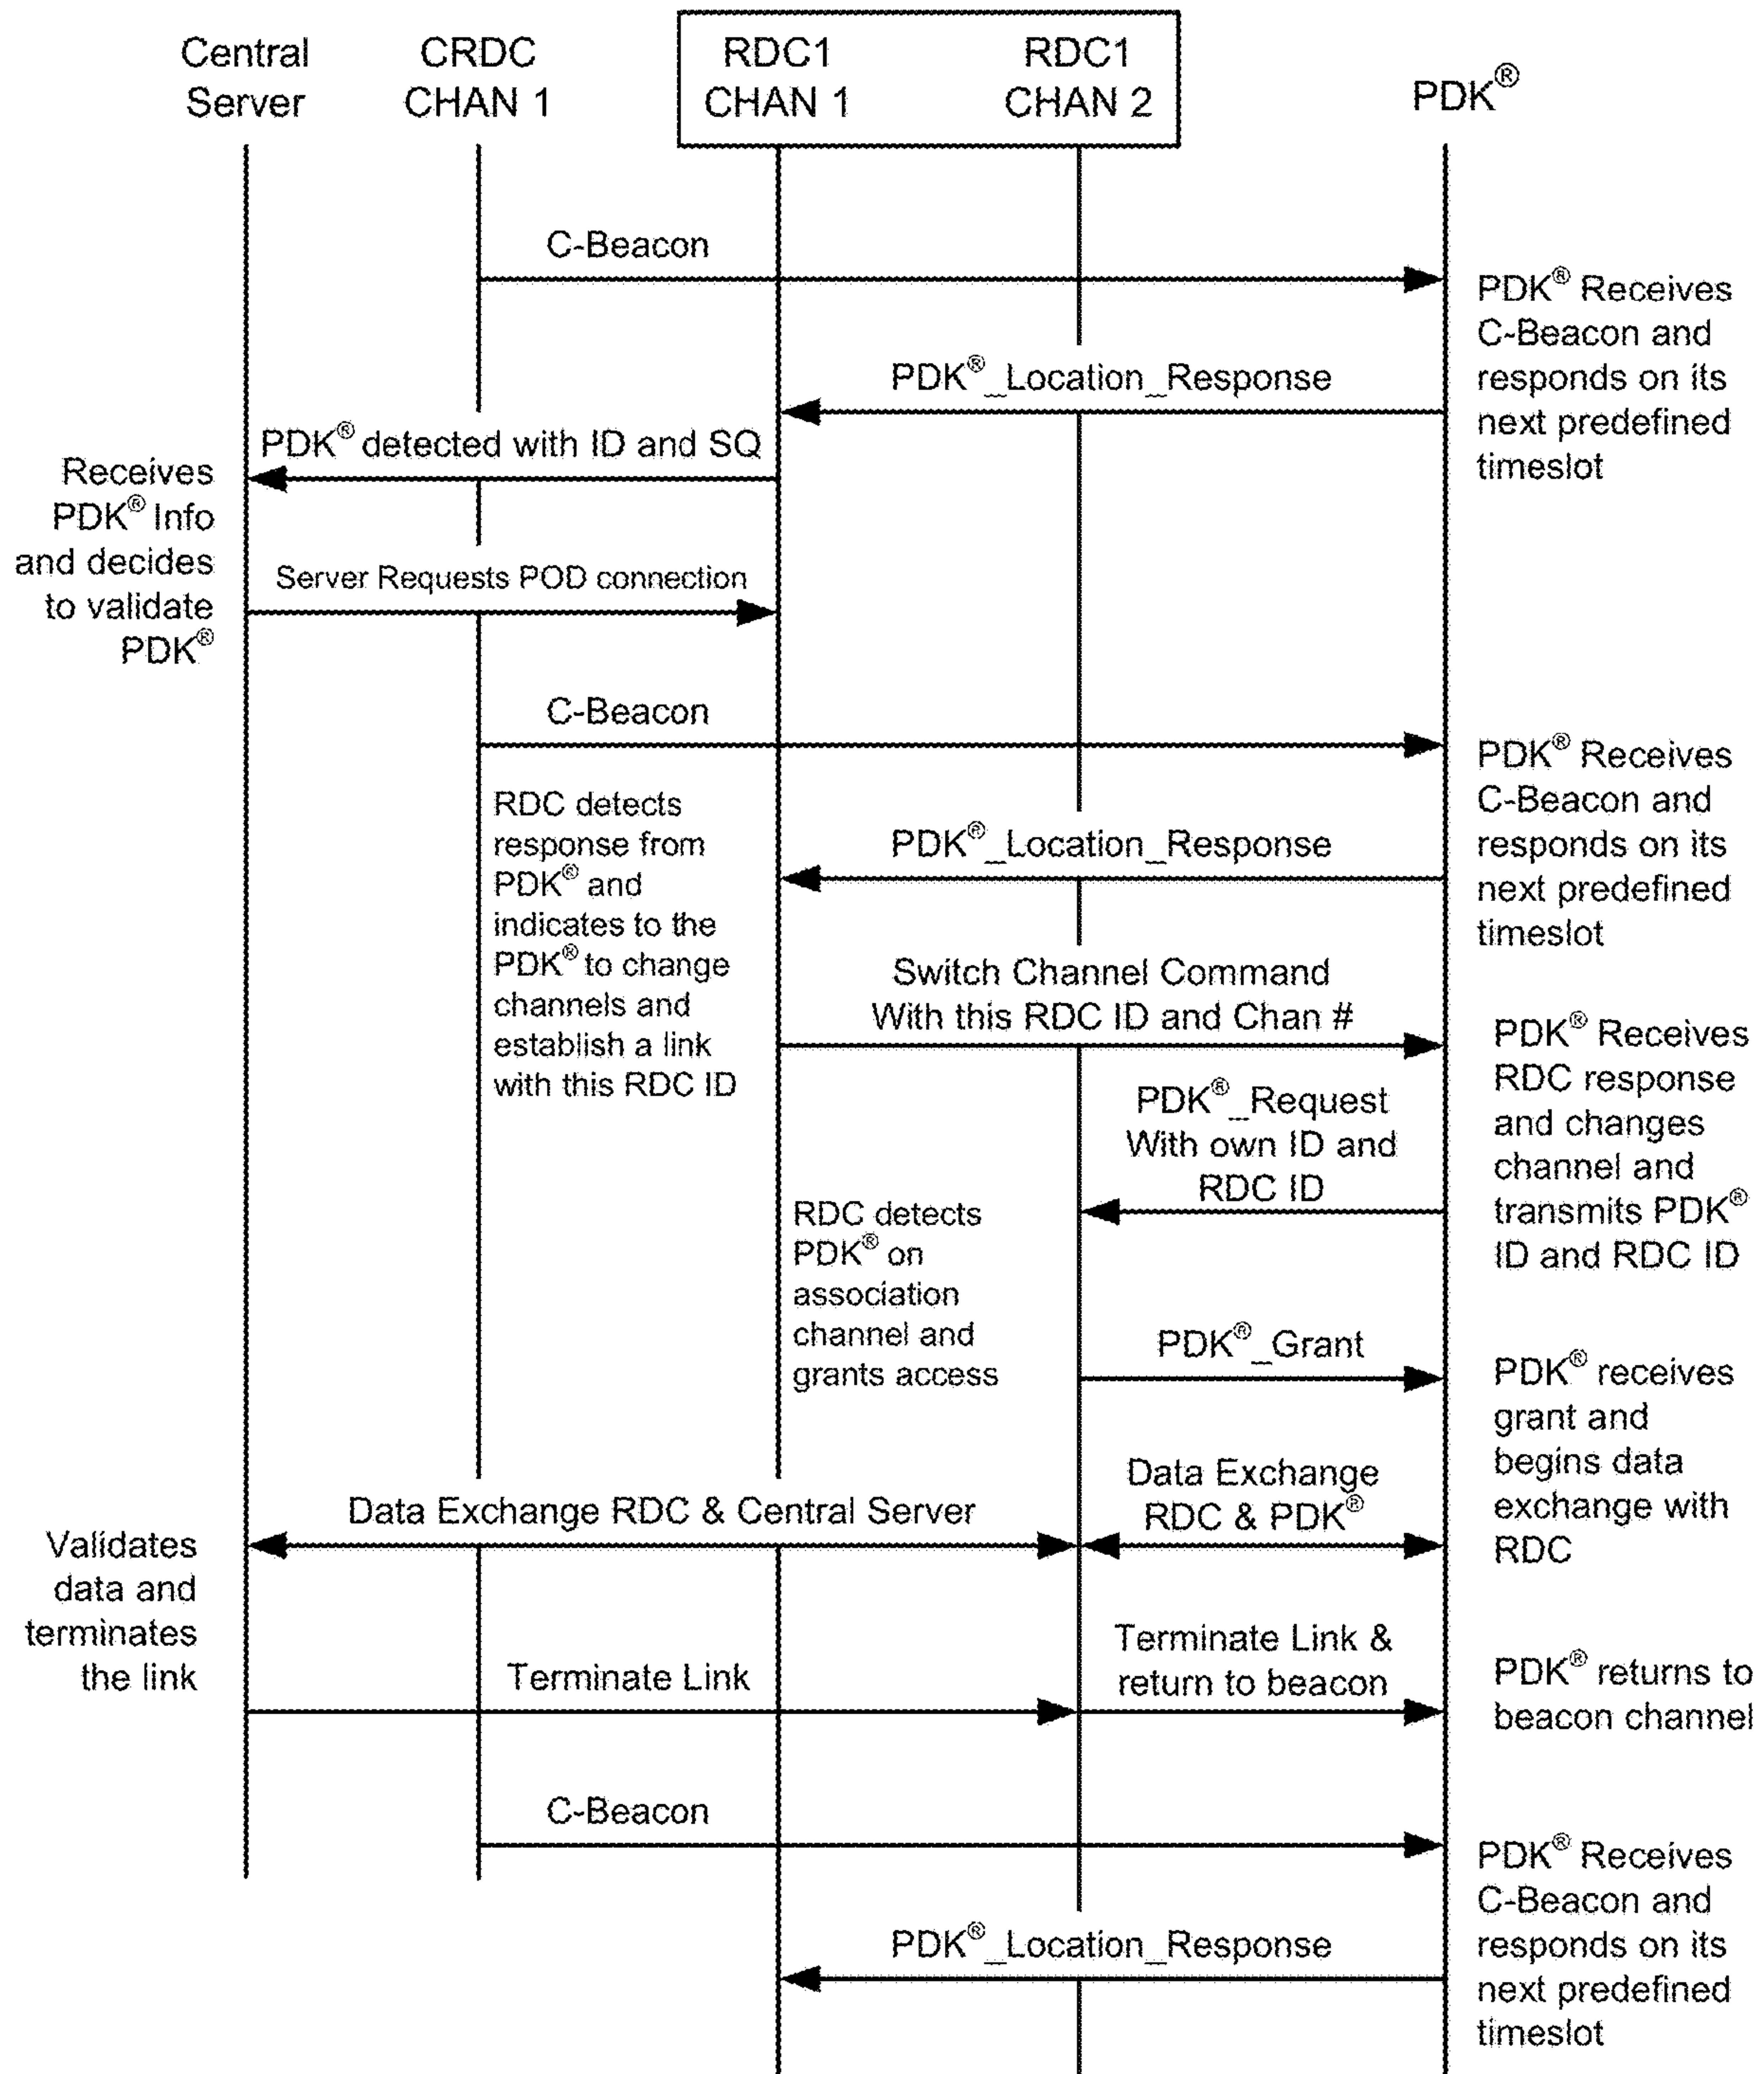 Central
Server
CRDC
CHAN 1
RDC1
CHAN 1
RDC1
CHAN 2
PDK®
C-Beacon
PDK® Receives
C-Beacon and
responds on its
next predefined
timeslot
PDK®_Location_Response
PDK® detected with ID and SQ
Receives
PDK® Info
and decides
to validate
PDK®
Server Requests POD connection
C-Beacon
PDK® Receives
C-Beacon and
responds on its
next predefined
timeslot
RDC detects
response from
PDK® and
indicates to the
PDK® to change
channels and
establish a link
with this RDC ID
PDK®_Location_Response
Switch Channel Command
With this RDC ID and Chan #
PDK® Receives
RDC response
and changes
channel and
transmits PDK®
ID and RDC ID
PDK®_Request
With own ID and
RDC ID
RDC detects
PDK® on
association
channel and
grants access
PDK®_Grant
PDK® receives
grant and
begins data
exchange with
RDC
Data Exchange RDC & Central Server
Data Exchange
RDC & PDK®
Validates
data and
terminates
the link
Terminate Link
Terminate Link &
return to beacon
PDK® returns to
beacon channel
C-Beacon
PDK® Receives
C-Beacon and
responds on its
next predefined
timeslot
PDK®_Location_Response